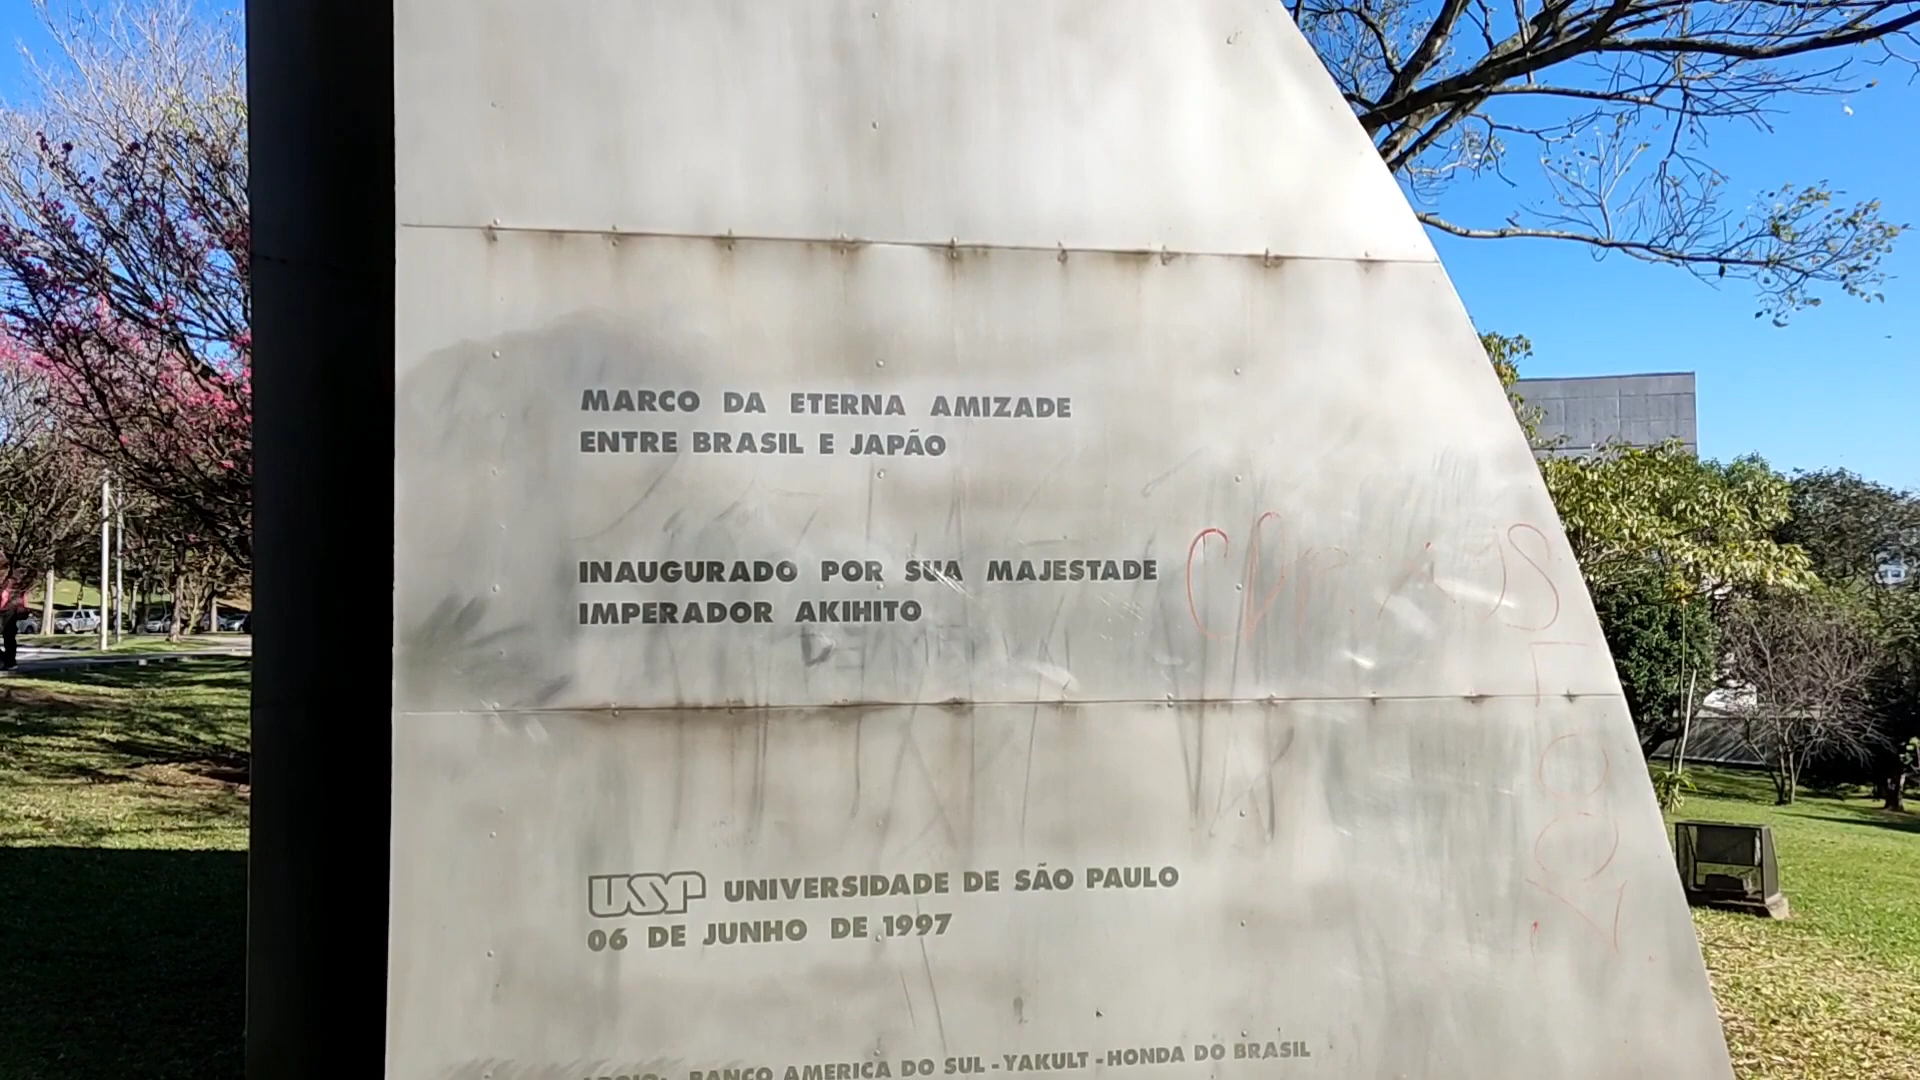 MARCO DA ETERNA AMIZADE
ENTRE BRASIL E JAPÃO
INAUGURADO POR SUA MAJESTADE
IMPERADOR AKIHITO
USP UNIVERSIDADE DE SÃO PAULO
06 DE JUNHO DE 1997
APOIO: BANCO AMERICA DO SUL - YAKULT - HONDA DO BRASIL